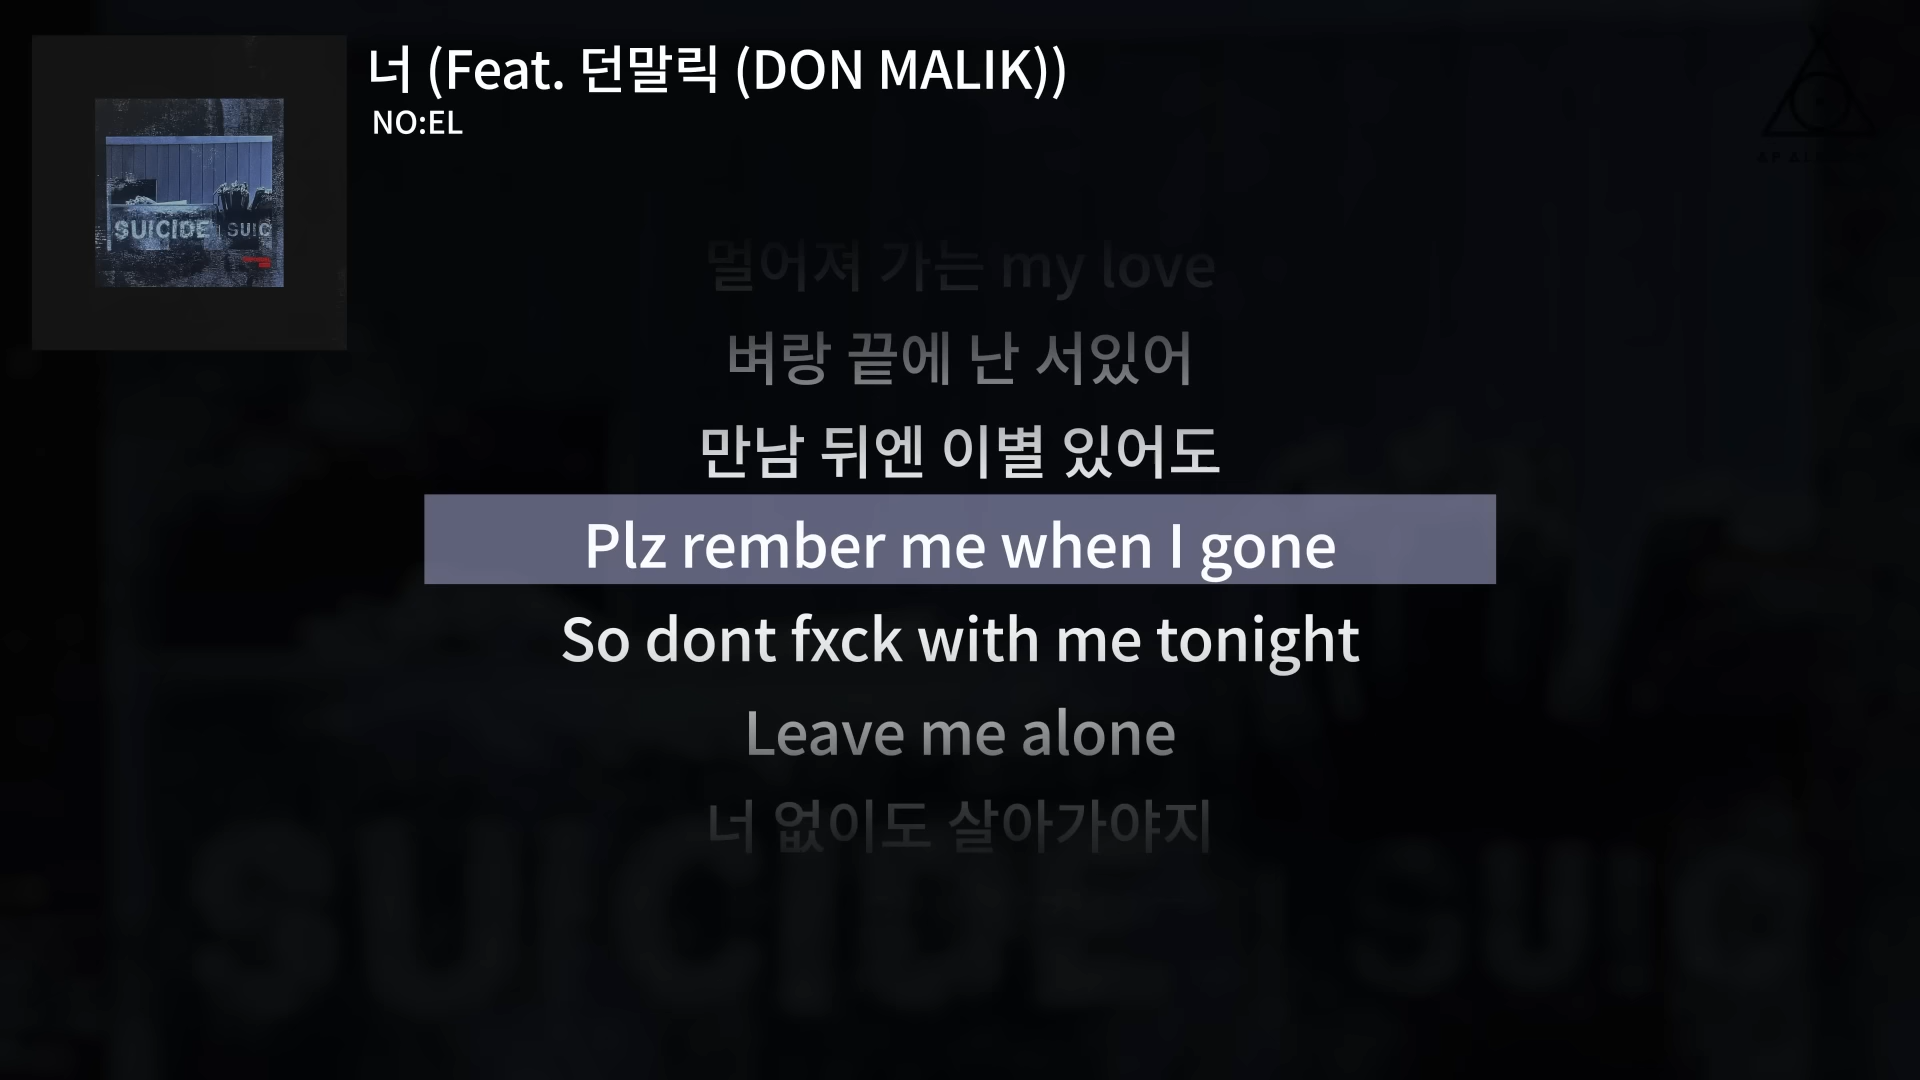 너 (Feat. 던말릭 (DON MALIK))
NO:EL
SUICIDE SUIC
멀어져 가는 my love
벼랑 끝에 난 서있어
만남 뒤엔 이별 있어도
Plz rember me when I gone
So dont fxck with me tonight
Leave me alone
너 없이도 살아가야지
SUICIDE SUIC